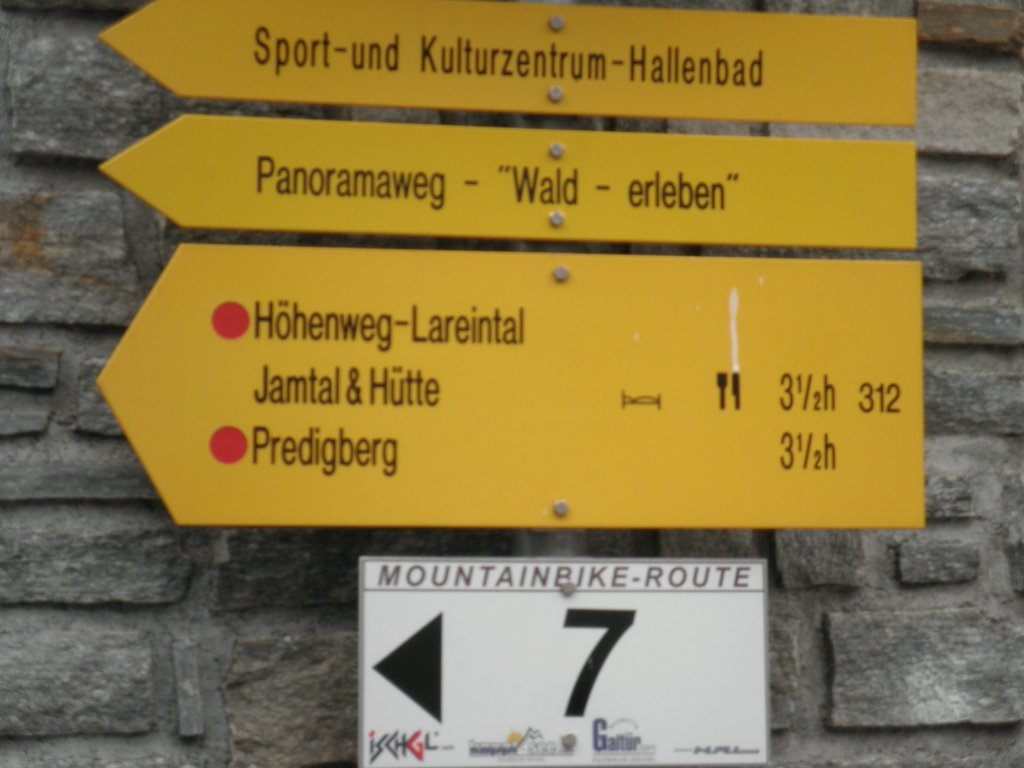 Sport-und Kulturzentrum-Hallenbad
Panoramaweg - "Wald - erleben"
Höhenweg-Lareintal
Jamtal & Hütte 3½h 312
Predigberg 3½h
MOUNTAINBIKE-ROUTE
7
ISCHGL Galtür